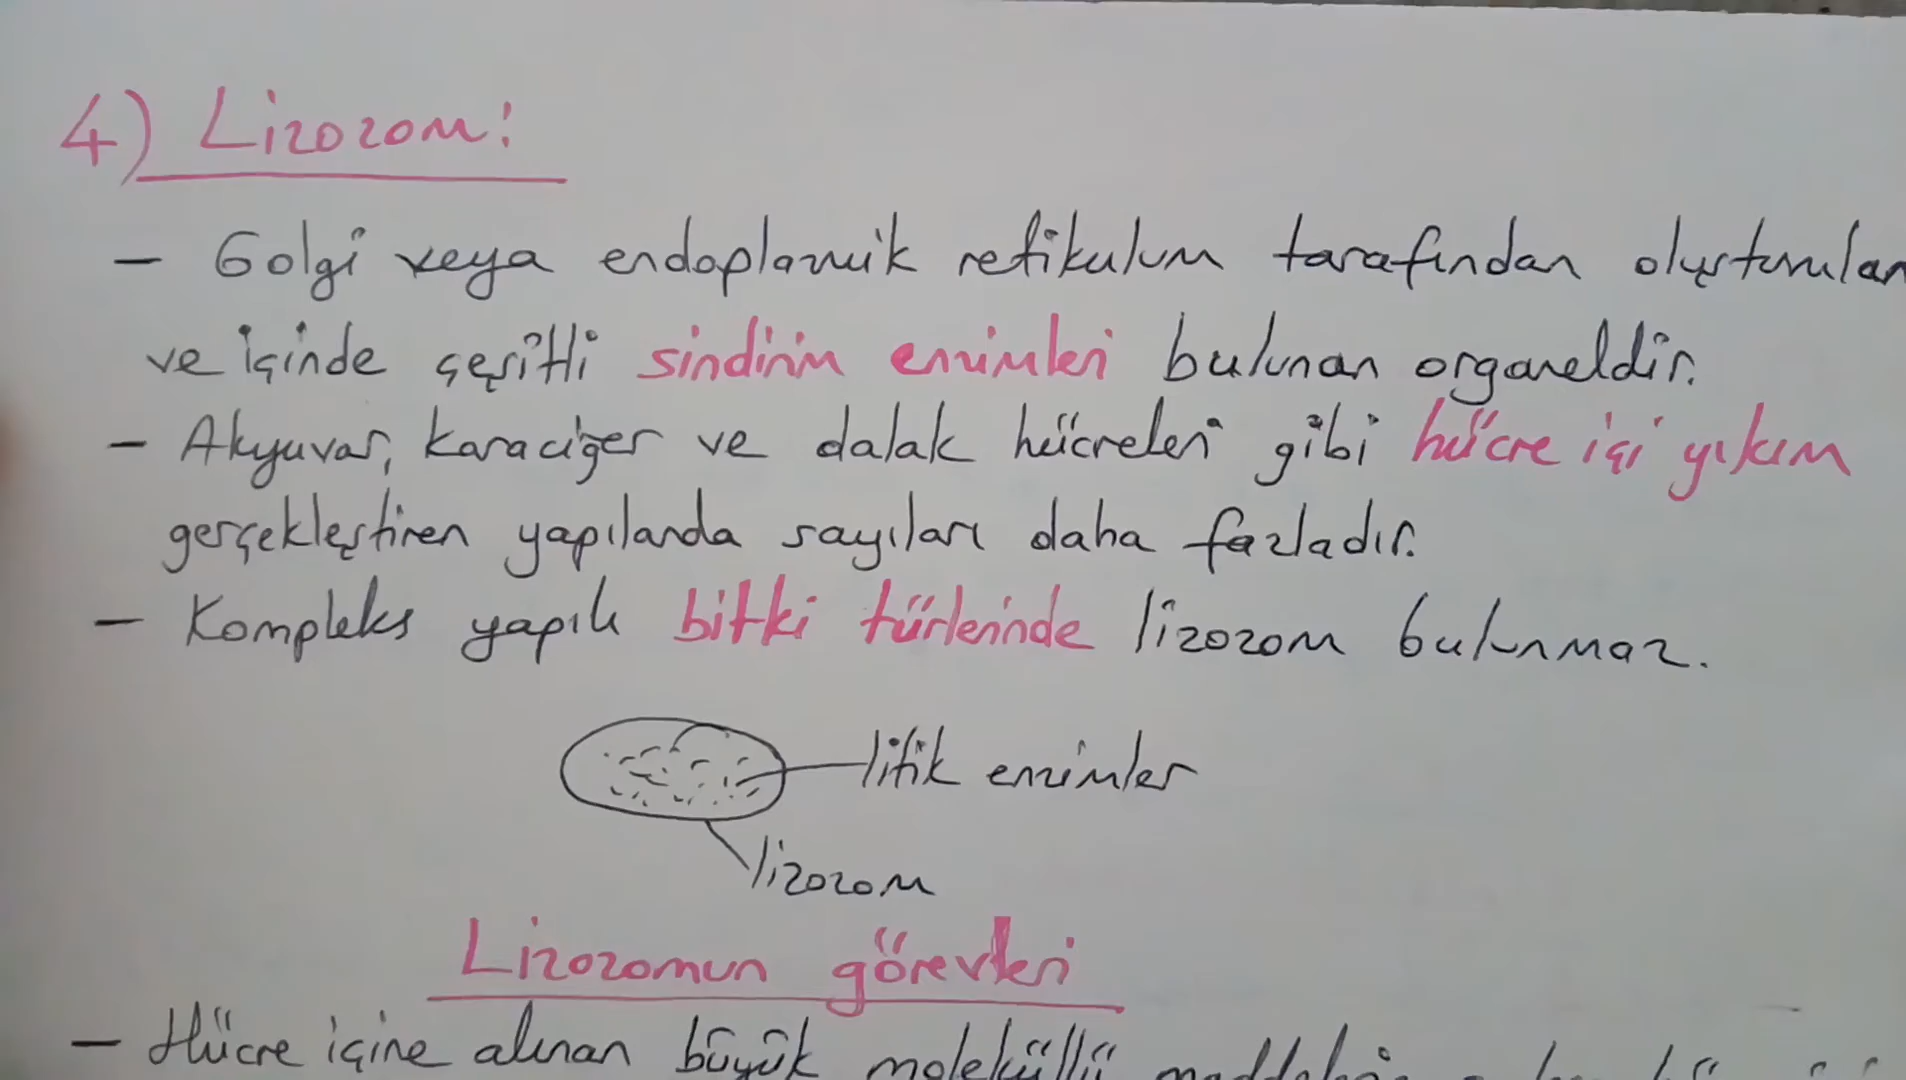 4) Lizozom:
- Golgi veya endoplazmik retikulum tarafından oluşturulan
ve içinde çeşitli sindirim enzimleri bulunan organeldir.
- Akyuvar, karaciğer ve dalak hücreleri gibi hücre içi yıkım
gerçekleştiren yapılarda sayıları daha fazladır.
- Kompleks yapılı bitki türlerinde lizozom bulunmaz.
litik enzimler
lizozom
Lizozomun görevleri
- Hücre içine alınan büyük moleküllü